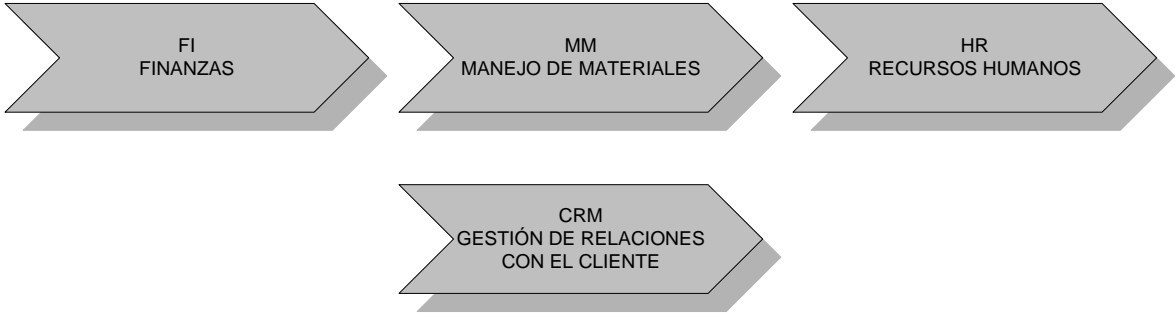 FI
FINANZAS
MM
MANEJO DE MATERIALES
HR
RECURSOS HUMANOS
CRM
GESTIÓN DE RELACIONES
CON EL CLIENTE